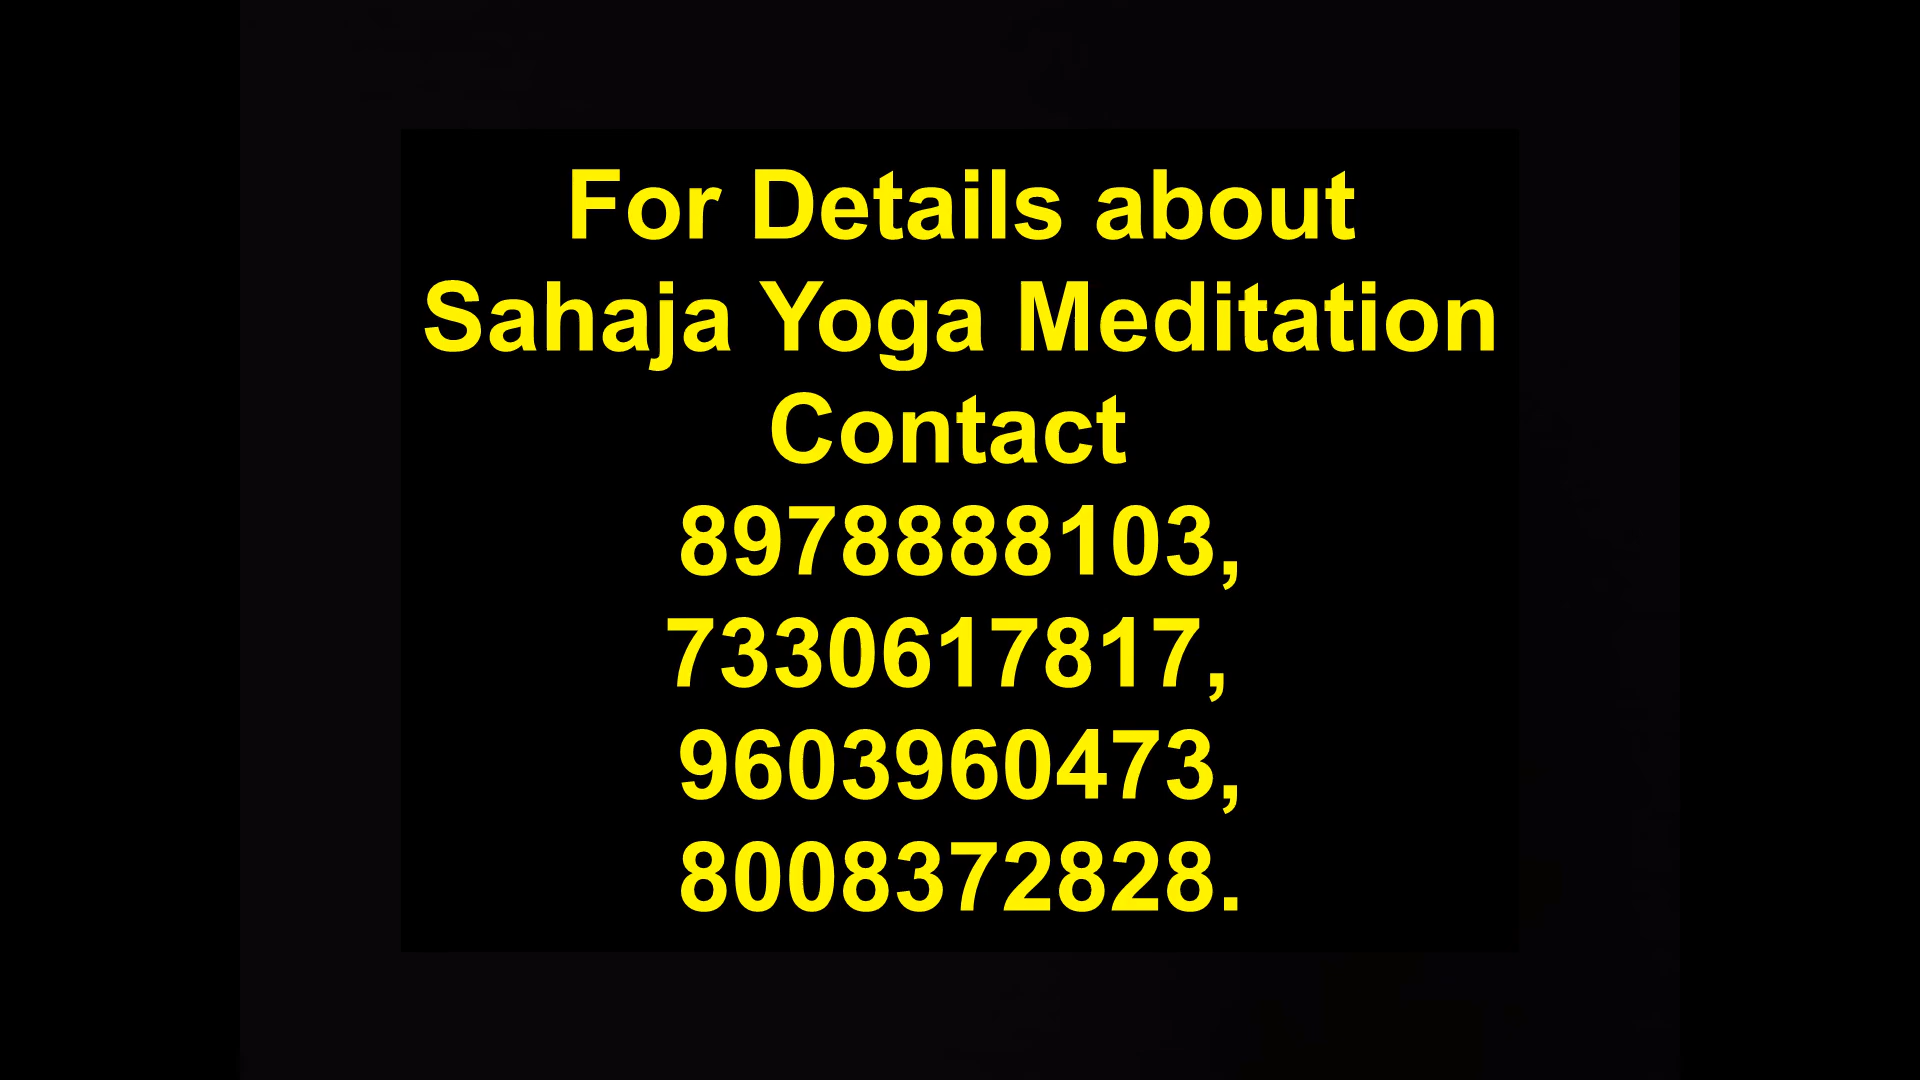 For Details about
Sahaja Yoga Meditation
Contact
8978888103,
7330617817,
9603960473,
8008372828.